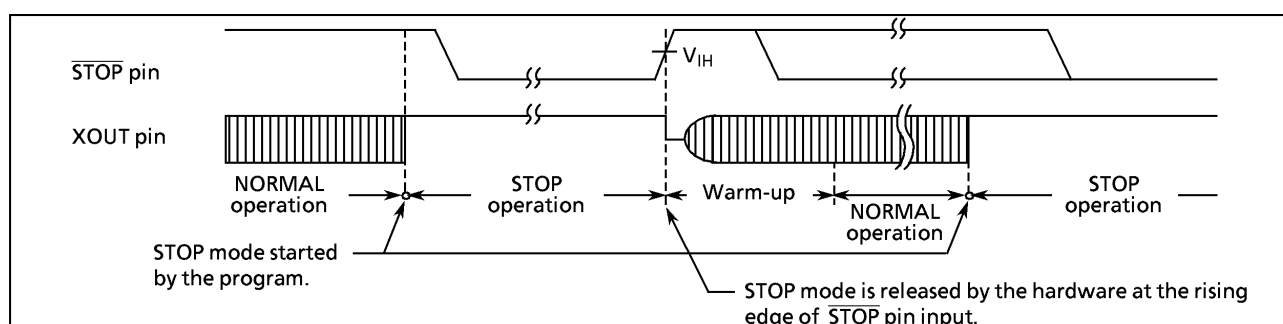 STOP pin
VIH
XOUT pin
NORMAL
operation
STOP
operation
Warm-up
NORMAL
operation
STOP
operation
STOP mode started
by the program.
STOP mode is released by the hardware at the rising
edge of STOP pin input.